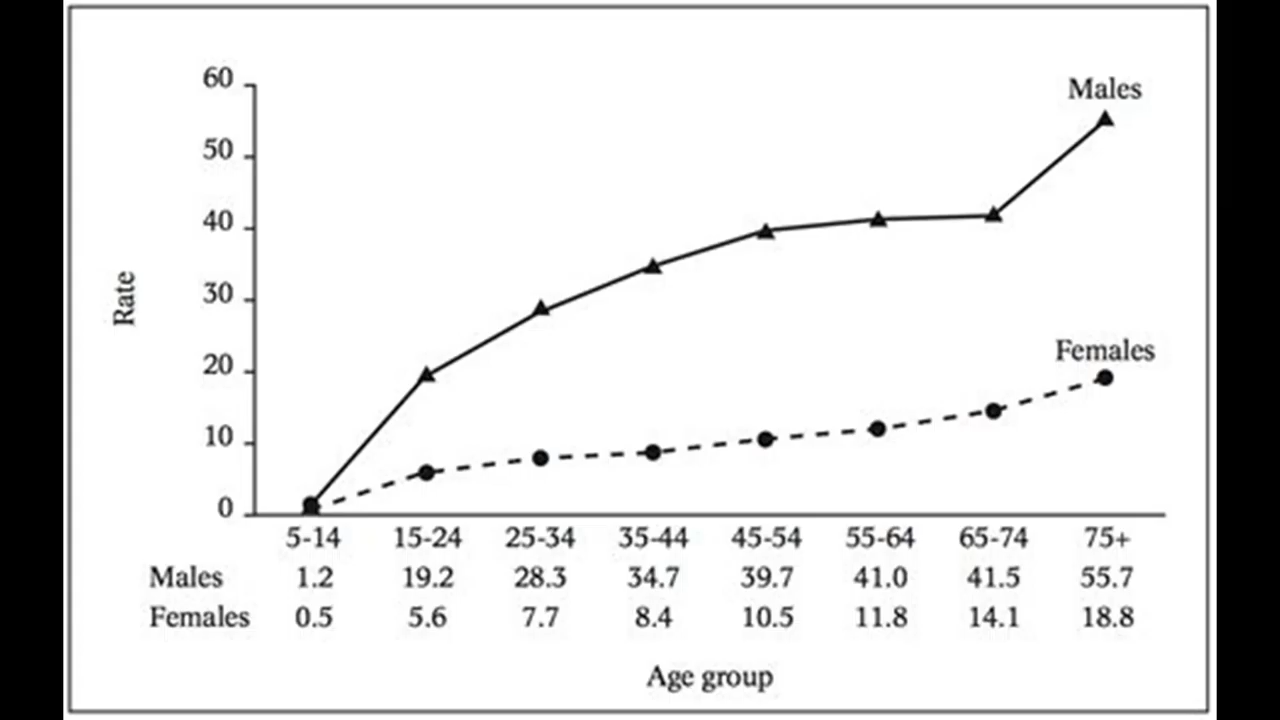 60
Males
50
40
30
Rate
Females
20
10
0
5-14 15-24 25-34 35-44 45-54 55-64 65-74 75+
Males 1.2 19.2 28.3 34.7 39.7 41.0 41.5 55.7
Females 0.5 5.6 7.7 8.4 10.5 11.8 14.1 18.8
Age group